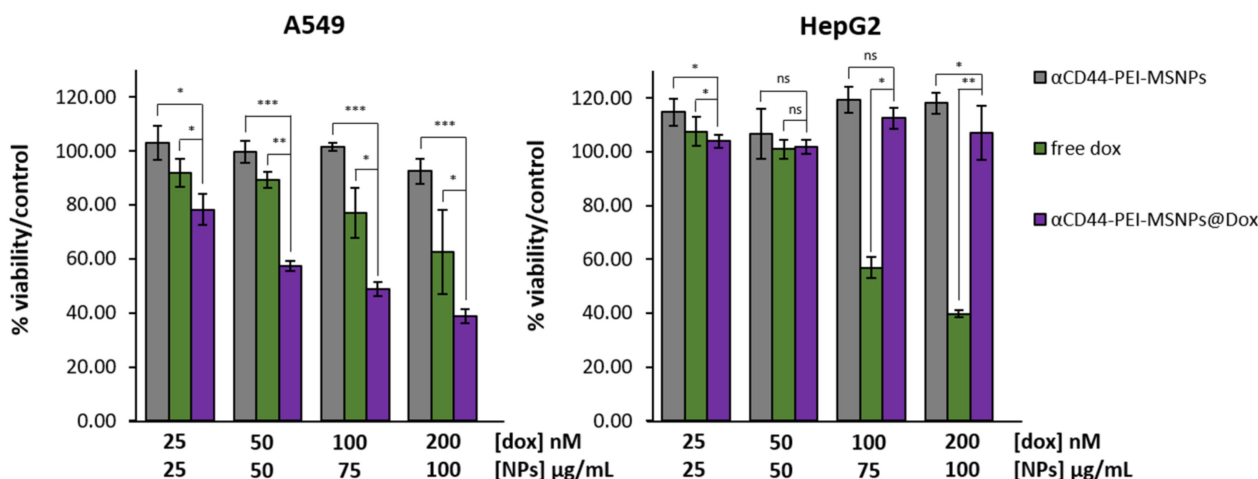 A549
% viability/control
120.00
100.00
80.00
60.00
40.00
20.00
0.00
* * *** ** *** * *** *
25 50 100 200 [dox] nM
25 50 75 100 [NPs] µg/mL
HepG2
% viability/control
120.00
100.00
80.00
60.00
40.00
20.00
0.00
* * ns ns ns * * **
25 50 100 200 [dox] nM
25 50 75 100 [NPs] µg/mL
αCD44-PEI-MSNPs
free dox
αCD44-PEI-MSNPs@Dox